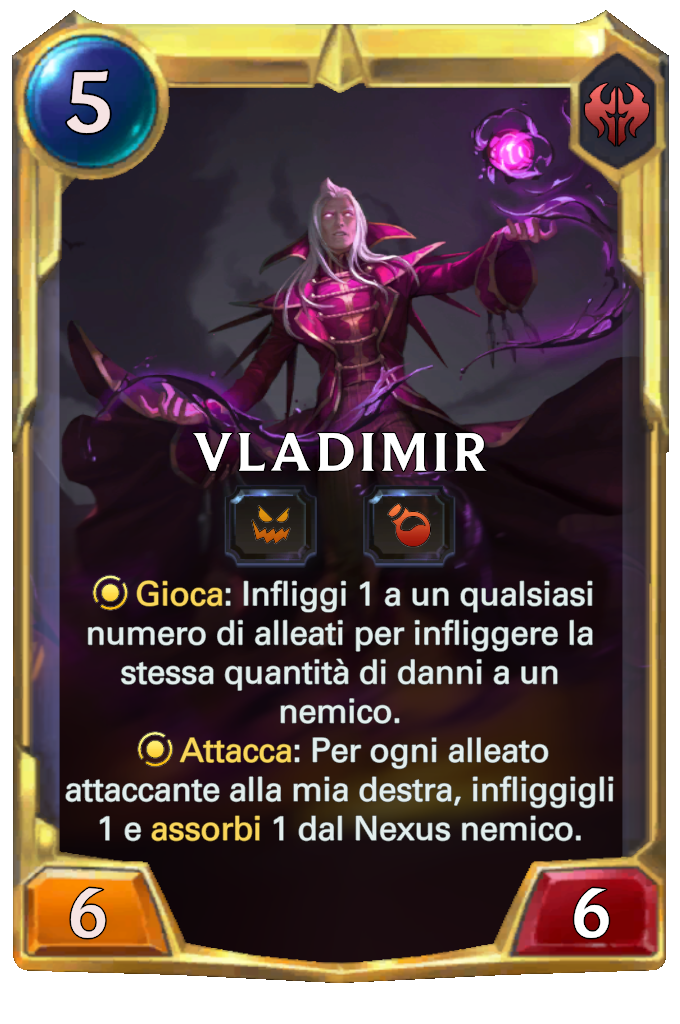 5
VLADIMIR
Gioca: Infliggi 1 a un qualsiasi
numero di alleati per infliggere la
stessa quantità di danni a un
nemico.
Attacca: Per ogni alleato
attaccante alla mia destra, infliggigli
1 e assorbi 1 dal Nexus nemico.
6
6